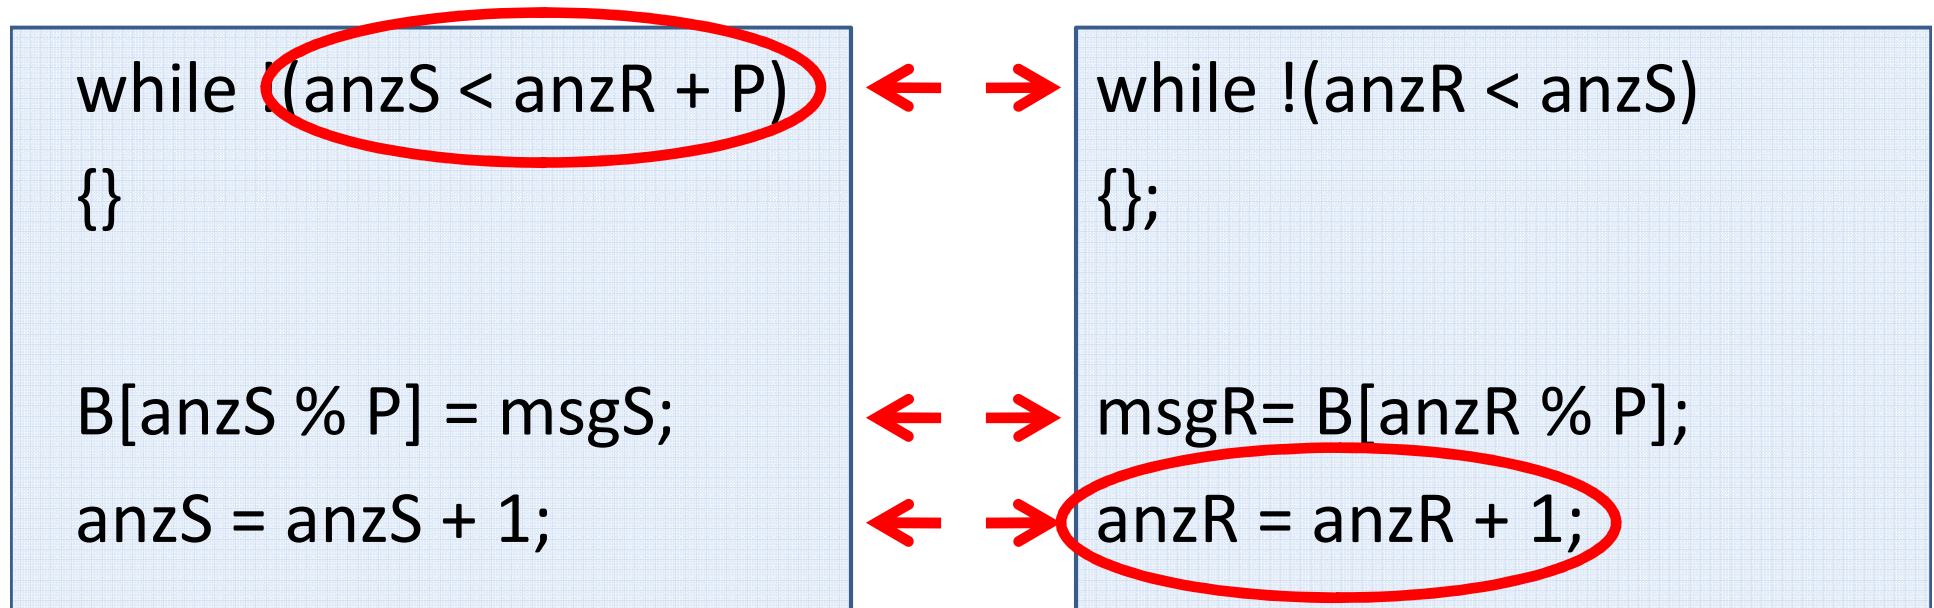 while !(anzS < anzR + P)
{}
B[anzS % P] = msgS;
anzS = anzS + 1;
while !(anzR < anzS)
{};
msgR= B[anzR % P];
anzR = anzR + 1;